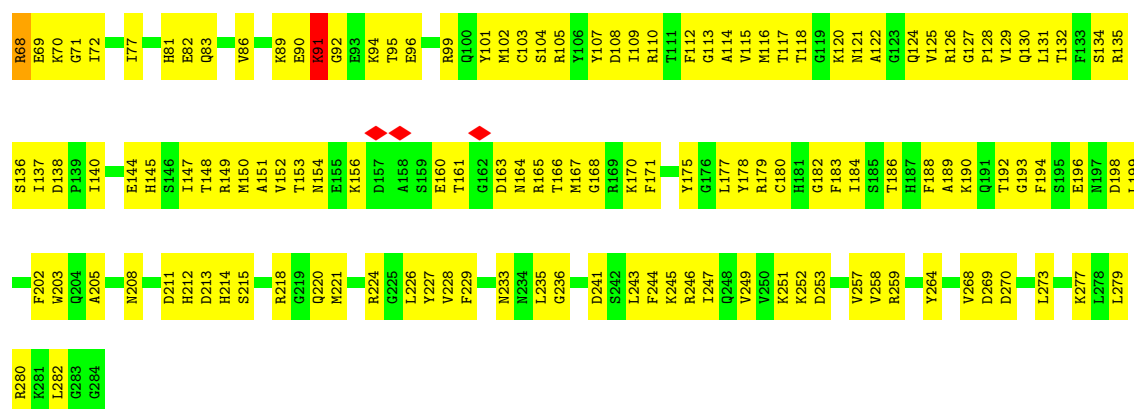 R68 E69 K70 G71 I72 I77 H81 E82 Q83 V86 K89 E90 K91 G92 E93 K94 T95 E96 R99 Q100 Y101 M102 C103 S104 R105 Y106 Y107 D108 I109 R110 T111 F112 G113 A114 V115 M116 T117 T118 G119 K120 N121 A122 G123 Q124 V125 R126 G127 P128 V129 Q130 L131 T132 F133 S134 R135
S136 I137 D138 P139 I140 E144 H145 S146 I147 T148 R149 M150 A151 V152 T153 N154 E155 K156 D157 A158 S159 E160 T161 G162 D163 N164 R165 T166 M167 G168 R169 K170 F171 Y175 G176 L177 Y178 R179 C180 H181 G182 F183 I184 S185 T186 H187 F188 A189 K190 Q191 T192 G193 F194 S195 E196 N197 D198 L199
F202 W203 Q204 A205 N208 D211 H212 D213 H214 S215 R218 G219 Q220 M221 R224 G225 L226 Y227 V228 F229 N233 N234 L235 G236 D241 S242 L243 F244 K245 R246 I247 Q248 V249 V250 K251 K252 D253 V257 V258 R259 Y264 V268 D269 D270 L273 K277 L278 L279
R280 K281 L282 G283 G284